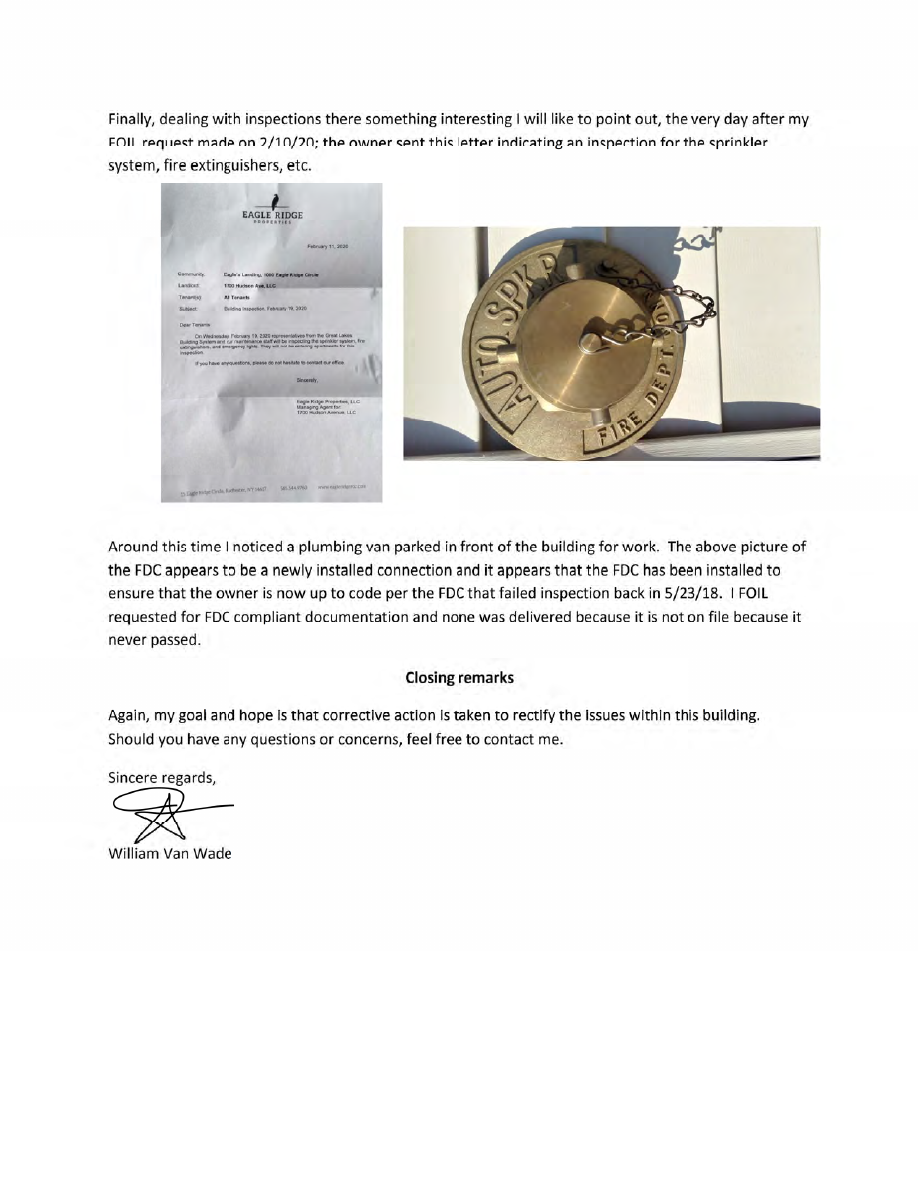 Finally, dealing with inspections there something interesting I will like to point out, the very day after my
FOIL request made on 2/10/20; the owner sent this letter indicating an inspection for the sprinkler
system, fire extinguishers, etc.
EAGLE RIDGE
PROPERTIES
February 11, 2020
Community: Eagle's Landing, 1000 Eagle Ridge Circle
Landlord: 1700 Hudson Ave, LLC
Tenant(s): All Tenants
Subject: Building Inspection, February 19, 2020
Dear Tenants:
On Wednesday February 19, 2020 representatives from the Great Lakes
Building System and our maintenance staff will be inspecting the sprinkler system, fire
extinguishers, and emergency lights. They will not be entering apartments for this
inspection.
If you have any questions, please do not hesitate to contact our office.
Sincerely,
Eagle Ridge Properties, LLC
Managing Agent for:
1700 Hudson Avenue, LLC
Eagle Ridge Circle, Rochester, NY
AUTO SPKR
FIRE DEPT
Around this time I noticed a plumbing van parked in front of the building for work. The above picture of
the FDC appears to be a newly installed connection and it appears that the FDC has been installed to
ensure that the owner is now up to code per the FDC that failed inspection back in 5/23/18. I FOIL
requested for FDC compliant documentation and none was delivered because it is not on file because it
never passed.
Closing remarks
Again, my goal and hope is that corrective action is taken to rectify the issues within this building.
Should you have any questions or concerns, feel free to contact me.
Sincere regards,
William Van Wade